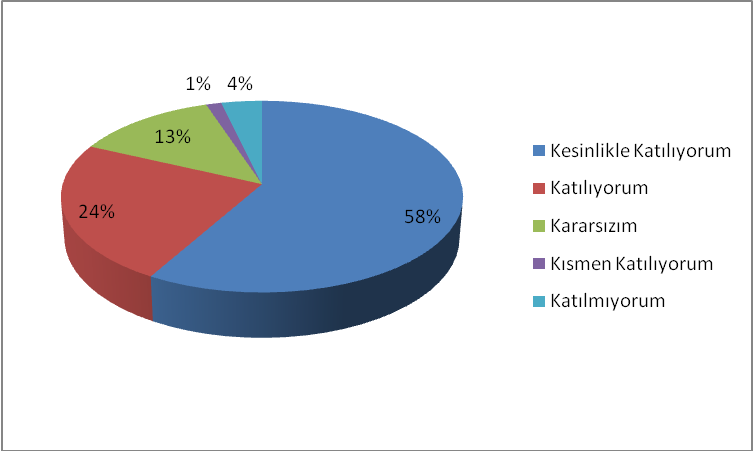 1%
4%
13%
24%
58%
Kesinlikle Katılıyorum
Katılıyorum
Kararsızım
Kısmen Katılıyorum
Katılmıyorum